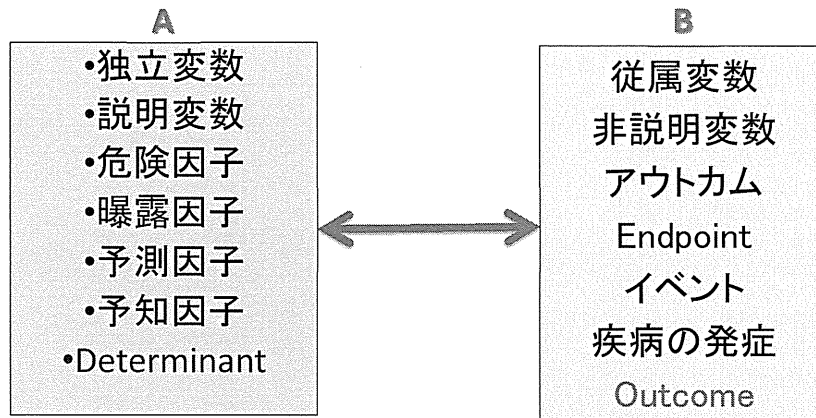 A
•独立変数
•説明変数
•危険因子
•曝露因子
•予測因子
•予知因子
•Determinant
B
従属変数
非説明変数
アウトカム
Endpoint
イベント
疾病の発症
Outcome